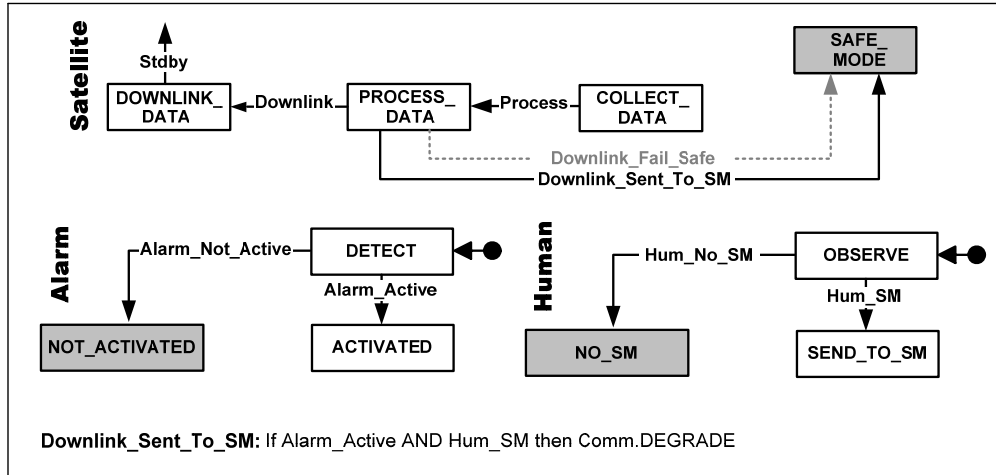 Satellite
Stdby
SAFE_
MODE
DOWNLINK_
DATA
Downlink
PROCESS_
DATA
Process
COLLECT_
DATA
Downlink_Fail_Safe
Downlink_Sent_To_SM
Alarm
Alarm_Not_Active
DETECT
Alarm_Active
NOT_ACTIVATED
ACTIVATED
Human
Hum_No_SM
OBSERVE
Hum_SM
NO_SM
SEND_TO_SM
Downlink_Sent_To_SM: If Alarm_Active AND Hum_SM then Comm.DEGRADE